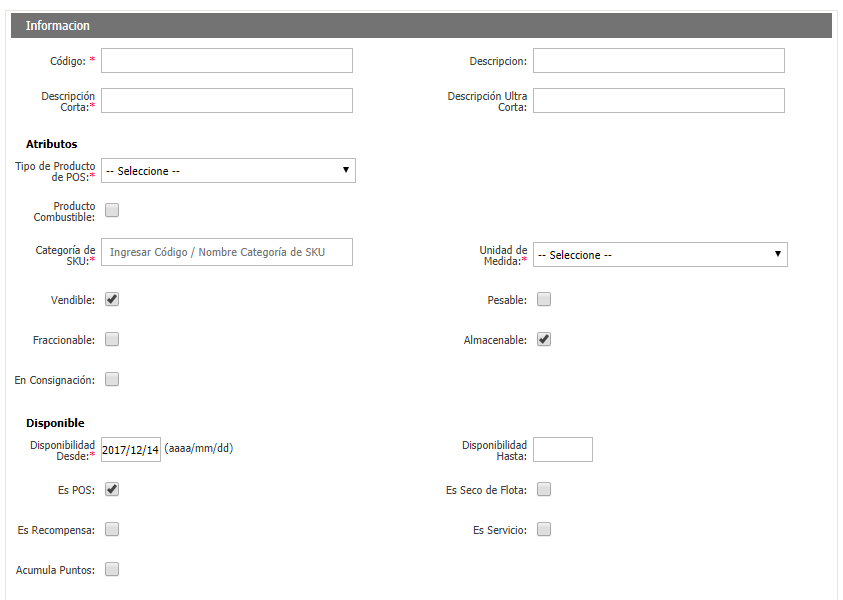 Informacion
Código: *
Descripcion:
Descripción
Corta:*
Descripción Ultra
Corta:
Atributos
Tipo de Producto
de POS:*
-- Seleccione --
Producto
Combustible:
Categoría de
SKU:*
Ingresar Código / Nombre Categoría de SKU
Unidad de
Medida:*
-- Seleccione --
Vendible:
Pesable:
Fraccionable:
Almacenable:
En Consignación:
Disponible
Disponibilidad
Desde:*
2017/12/14 (aaaa/mm/dd)
Disponibilidad
Hasta:
Es POS:
Es Seco de Flota:
Es Recompensa:
Es Servicio:
Acumula Puntos: